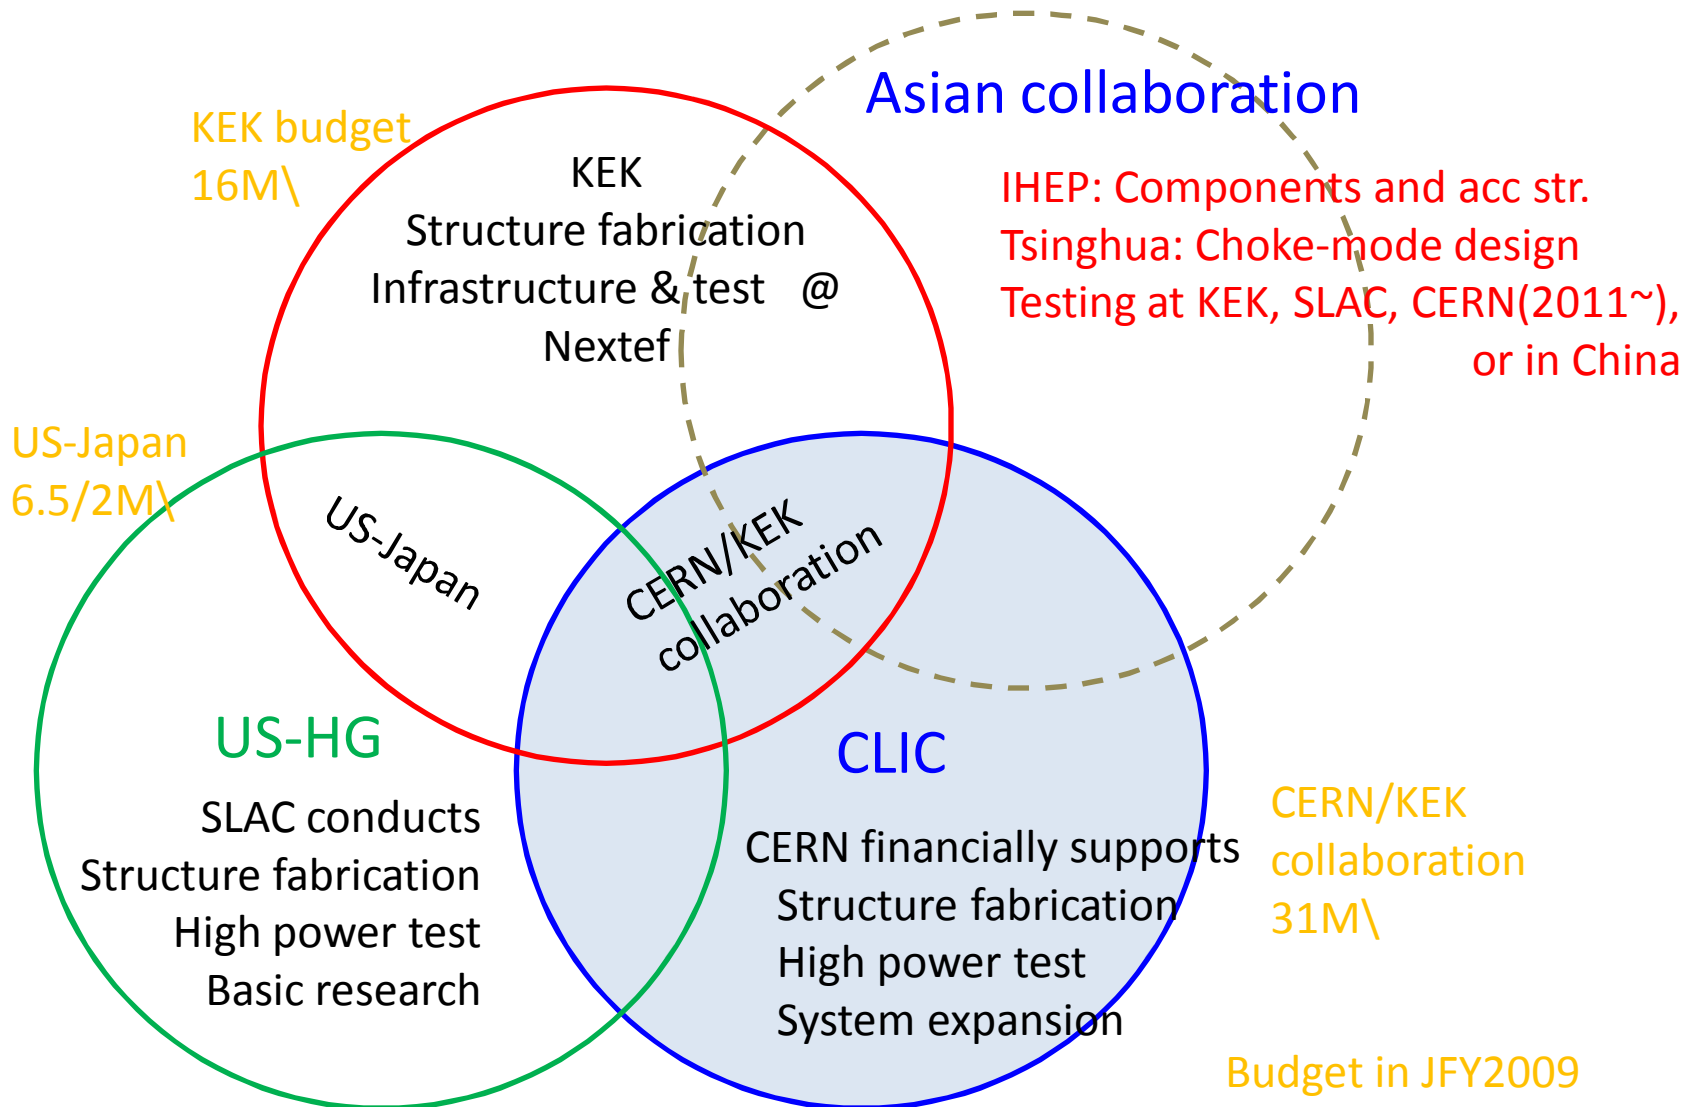 Asian collaboration
KEK budget
16M\
KEK
Structure fabrication
Infrastructure & test @
Nextef
IHEP: Components and acc str.
Tsinghua: Choke-mode design
Testing at KEK, SLAC, CERN(2011~),
or in China
US-Japan
6.5/2M\
US-Japan
CERN/KEK
collaboration
US-HG
SLAC conducts
Structure fabrication
High power test
Basic research
CLIC
CERN financially supports
Structure fabrication
High power test
System expansion
CERN/KEK
collaboration
31M\
Budget in JFY2009